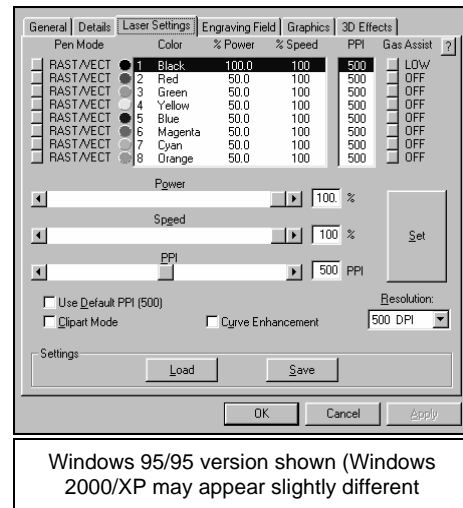 General Details Laser Settings Engraving Field Graphics 3D Effects
Pen Mode Color % Power % Speed PPI Gas Assist ?
RAST/VECT 1 Black 100.0 100 500 LOW
RAST/VECT 2 Red 50.0 100 500 OFF
RAST/VECT 3 Green 50.0 100 500 OFF
RAST/VECT 4 Yellow 50.0 100 500 OFF
RAST/VECT 5 Blue 50.0 100 500 OFF
RAST/VECT 6 Magenta 50.0 100 500 OFF
RAST/VECT 7 Cyan 50.0 100 500 OFF
RAST/VECT 8 Orange 50.0 100 500 OFF
Power
100. %
Speed
100 % Set
PPI
500 PPI
Use Default PPI (500) Resolution:
Clipart Mode Curve Enhancement 500 DPI
Settings
Load Save
OK Cancel Apply
Windows 95/95 version shown (Windows
2000/XP may appear slightly different